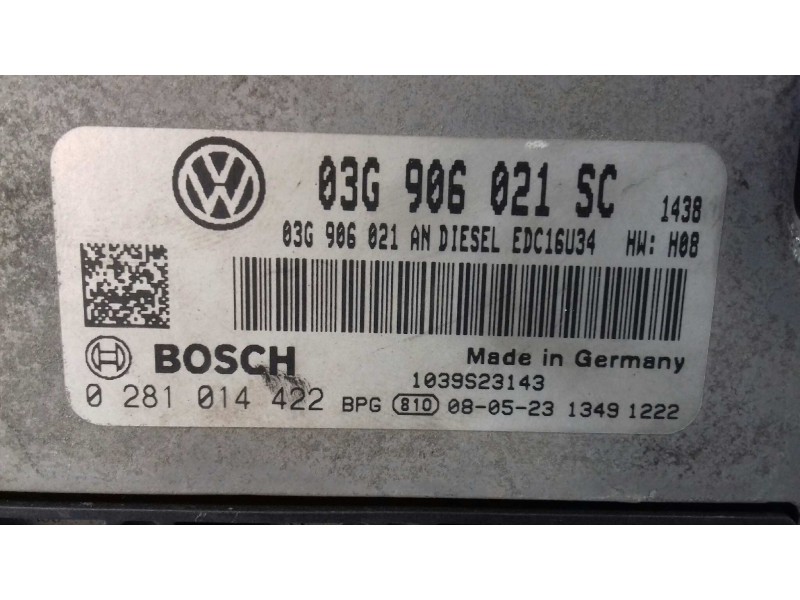 03G 906 021 SC 1438
03G 906 021 AN DIESEL EDC16U34 HW: H08
BOSCH Made in Germany
1039S23143
0 281 014 422 BPG 810 08-05-23 1349 1222